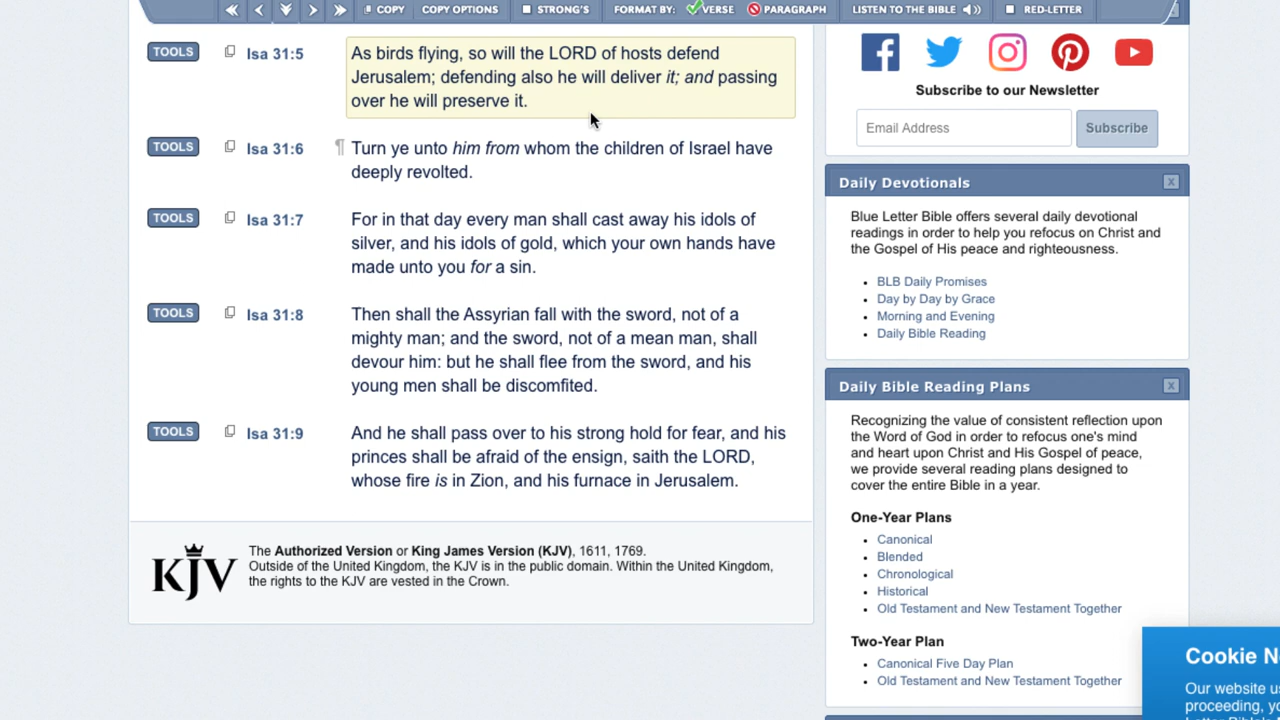 COPY COPY OPTIONS STRONG'S FORMAT BY: VERSE PARAGRAPH LISTEN TO THE BIBLE RED-LETTER
TOOLS Isa 31:5 As birds flying, so will the LORD of hosts defend
Jerusalem; defending also he will deliver it; and passing
over he will preserve it.
TOOLS Isa 31:6 ¶ Turn ye unto him from whom the children of Israel have
deeply revolted.
TOOLS Isa 31:7 For in that day every man shall cast away his idols of
silver, and his idols of gold, which your own hands have
made unto you for a sin.
TOOLS Isa 31:8 Then shall the Assyrian fall with the sword, not of a
mighty man; and the sword, not of a mean man, shall
devour him: but he shall flee from the sword, and his
young men shall be discomfited.
TOOLS Isa 31:9 And he shall pass over to his strong hold for fear, and his
princes shall be afraid of the ensign, saith the LORD,
whose fire is in Zion, and his furnace in Jerusalem.
KJV
The Authorized Version or King James Version (KJV), 1611, 1769.
Outside of the United Kingdom, the KJV is in the public domain. Within the United Kingdom,
the rights to the KJV are vested in the Crown.
Subscribe to our Newsletter
Email Address Subscribe
Daily Devotionals X
Blue Letter Bible offers several daily devotional
readings in order to help you refocus on Christ and
the Gospel of His peace and righteousness.
BLB Daily Promises
Day by Day by Grace
Morning and Evening
Daily Bible Reading
Daily Bible Reading Plans X
Recognizing the value of consistent reflection upon
the Word of God in order to refocus one's mind
and heart upon Christ and His Gospel of peace,
we provide several reading plans designed to
cover the entire Bible in a year.
One-Year Plans
Canonical
Blended
Chronological
Historical
Old Testament and New Testament Together
Two-Year Plan
Canonical Five Day Plan
Old Testament and New Testament Together
Cookie
Our website
proceeding,